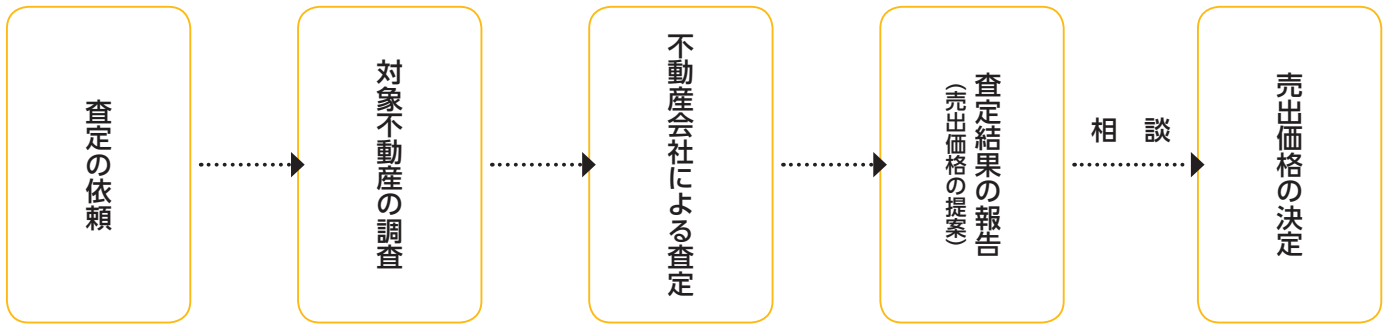 査定の依頼
対象不動産の調査
不動産会社による査定
査定結果の報告
（売出価格の提案）
相　談
売出価格の決定